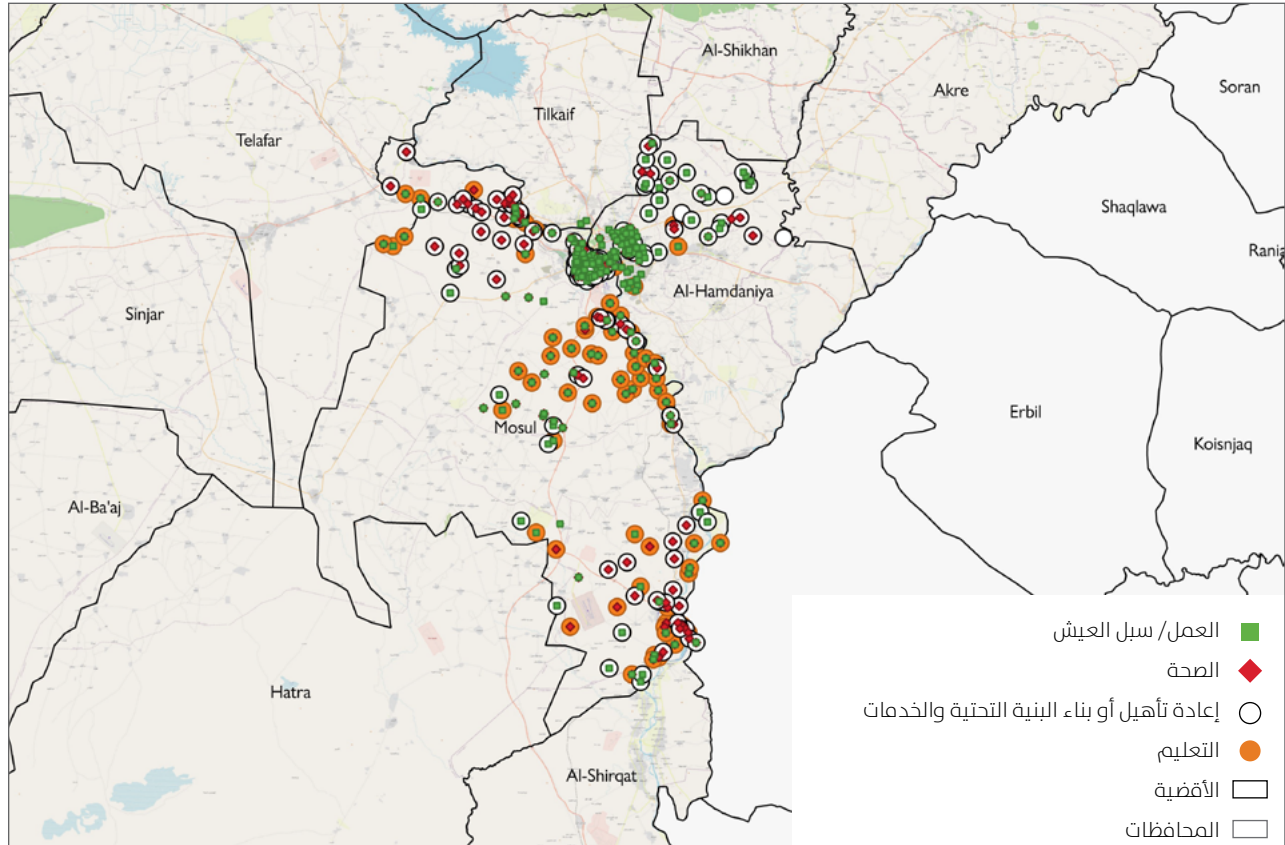 Al-Shikhan
Soran
Akre
Tilkaif
Telafar
Shaqlawa
Rania
Al-Hamdaniya
Sinjar
Erbil
Mosul
Koisnjaq
Al-Ba'aj
Hatra
Al-Shirqat
العمل/ سبل العيش
الصحة
إعادة تأهيل أو بناء البنية التحتية والخدمات
التعليم
الأقضية
المحافظات